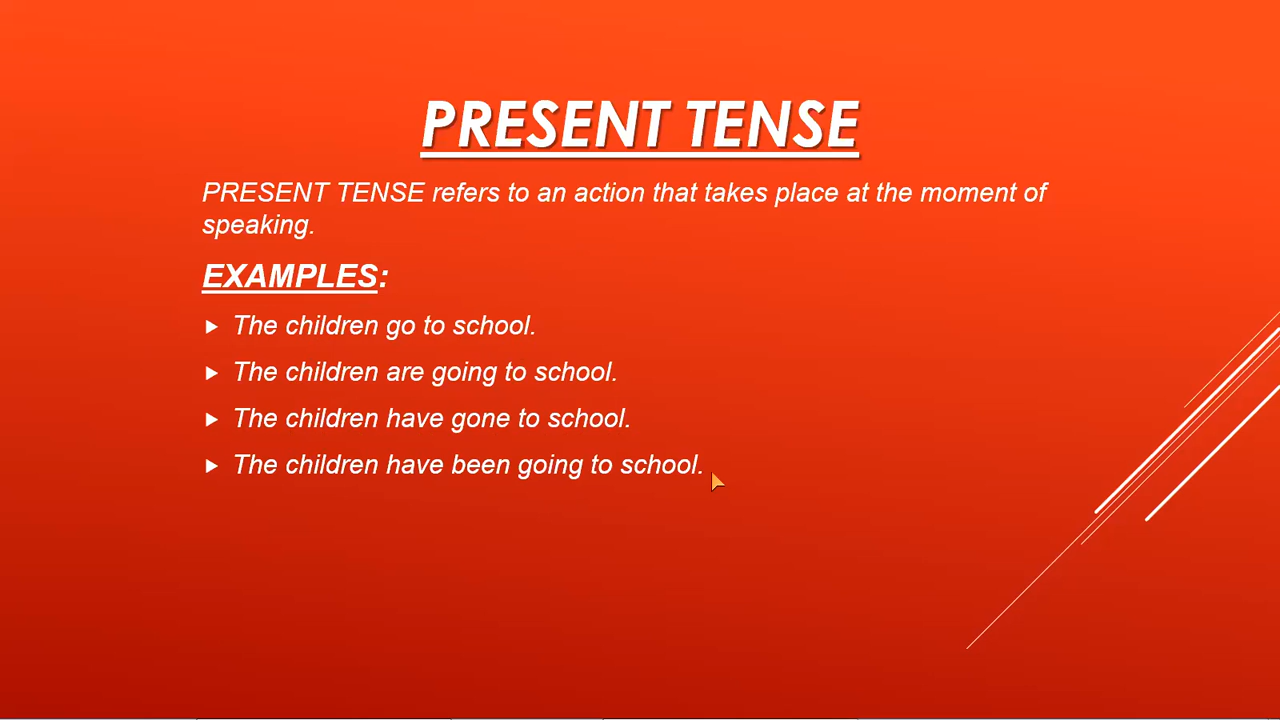 PRESENT TENSE
PRESENT TENSE refers to an action that takes place at the moment of
speaking.
EXAMPLES:
The children go to school.
The children are going to school.
The children have gone to school.
The children have been going to school.